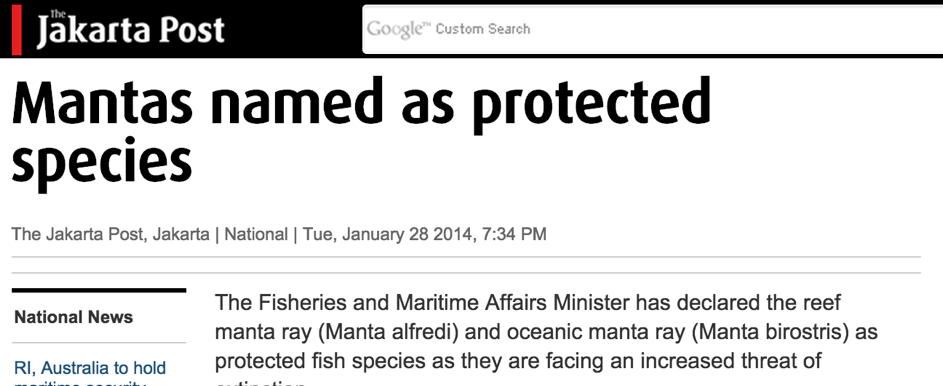 The Jakarta Post
Google™ Custom Search
Mantas named as protected
species
The Jakarta Post, Jakarta | National | Tue, January 28 2014, 7:34 PM
National News
RI, Australia to hold
maritime security
The Fisheries and Maritime Affairs Minister has declared the reef
manta ray (Manta alfredi) and oceanic manta ray (Manta birostris) as
protected fish species as they are facing an increased threat of
extinction